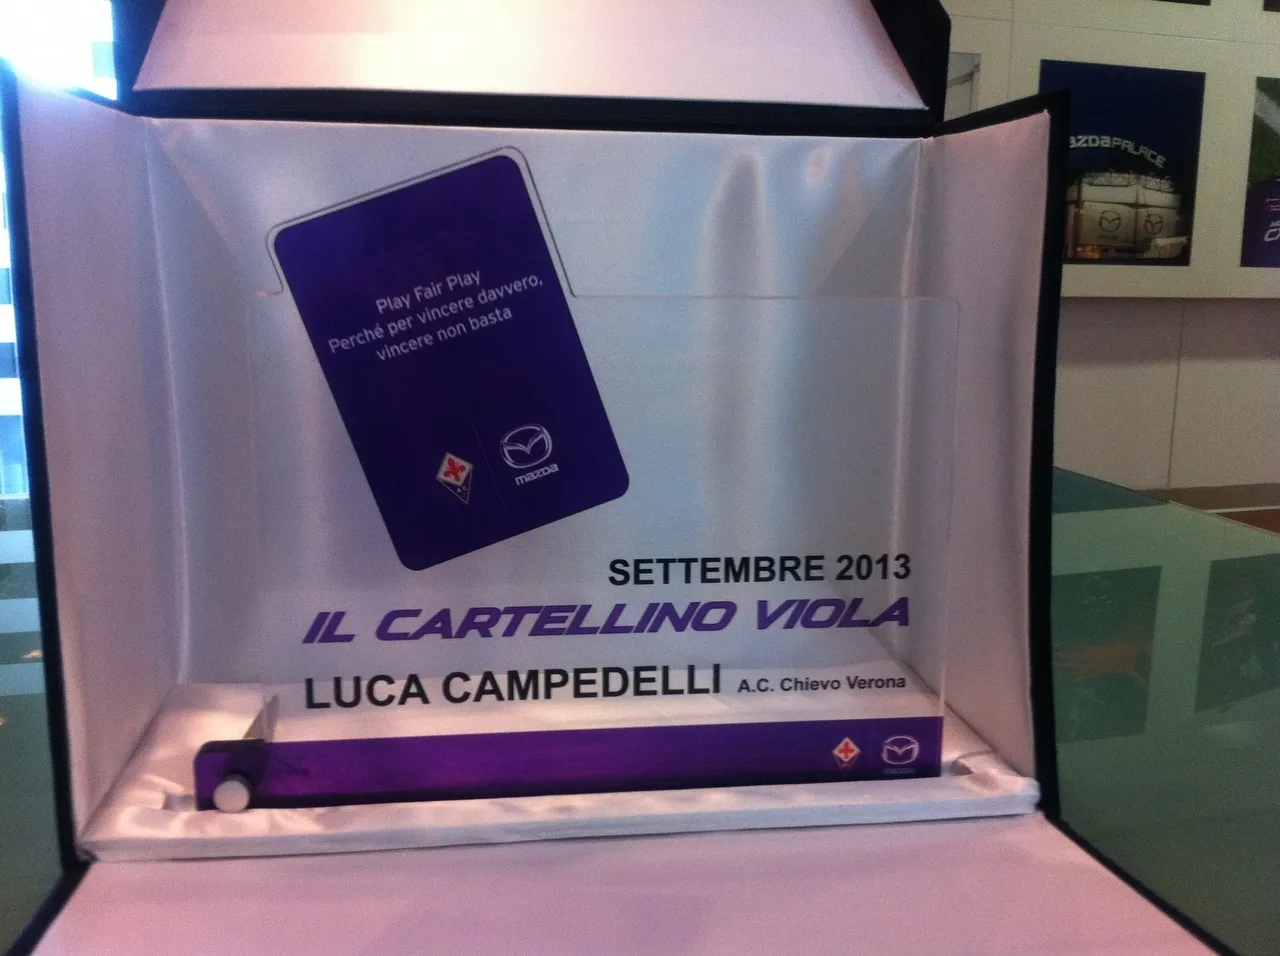 mazDaPALACE
Play Fair Play
Perché per vincere davvero,
vincere non basta
mazda
SETTEMBRE 2013
IL CARTELLINO VIOLA
LUCA CAMPEDELLI A.C. Chievo Verona